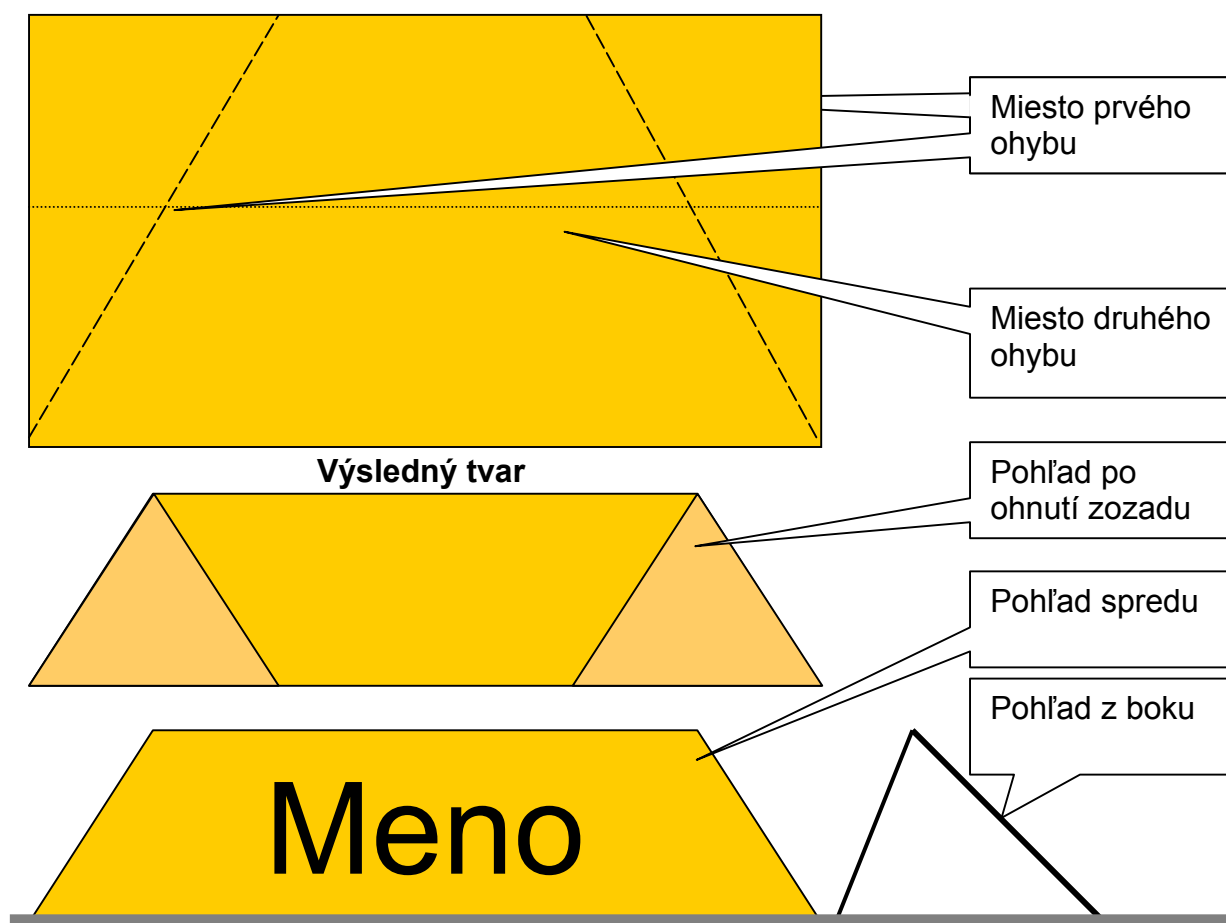 Miesto prvého
ohybu
Miesto druhého
ohybu
Výsledný tvar
Pohľad po
ohnutí zozadu
Pohľad spredu
Pohľad z boku
Meno